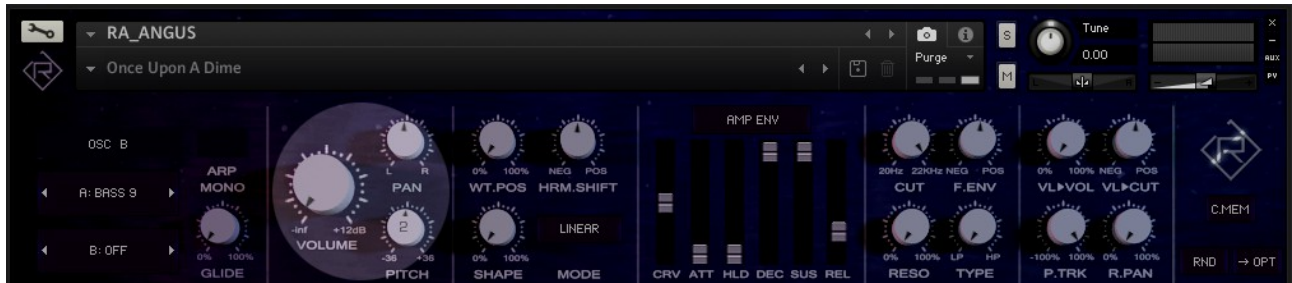 RA_ANGUS
Once Upon A Dime
Purge
S
M
Tune
0.00
L R
×
–
AUX
PV
OSC B
A: BASS 9
B: OFF
ARP
MONO
0% 100%
GLIDE
-inf +12dB
VOLUME
L R
PAN
2
-36 +36
PITCH
0% 100%
WT.POS
NEG POS
HRM.SHIFT
0% 100%
SHAPE
LINEAR
MODE
AMP ENV
CRV ATT HLD DEC SUS REL
20Hz 22KHz
CUT
NEG POS
F.ENV
0% 100%
RESO
LP HP
TYPE
0% 100%
VL▶VOL
NEG POS
VL▶CUT
-100% 100%
P.TRK
0% 100%
R.PAN
R
C.MEM
RND
→ OPT